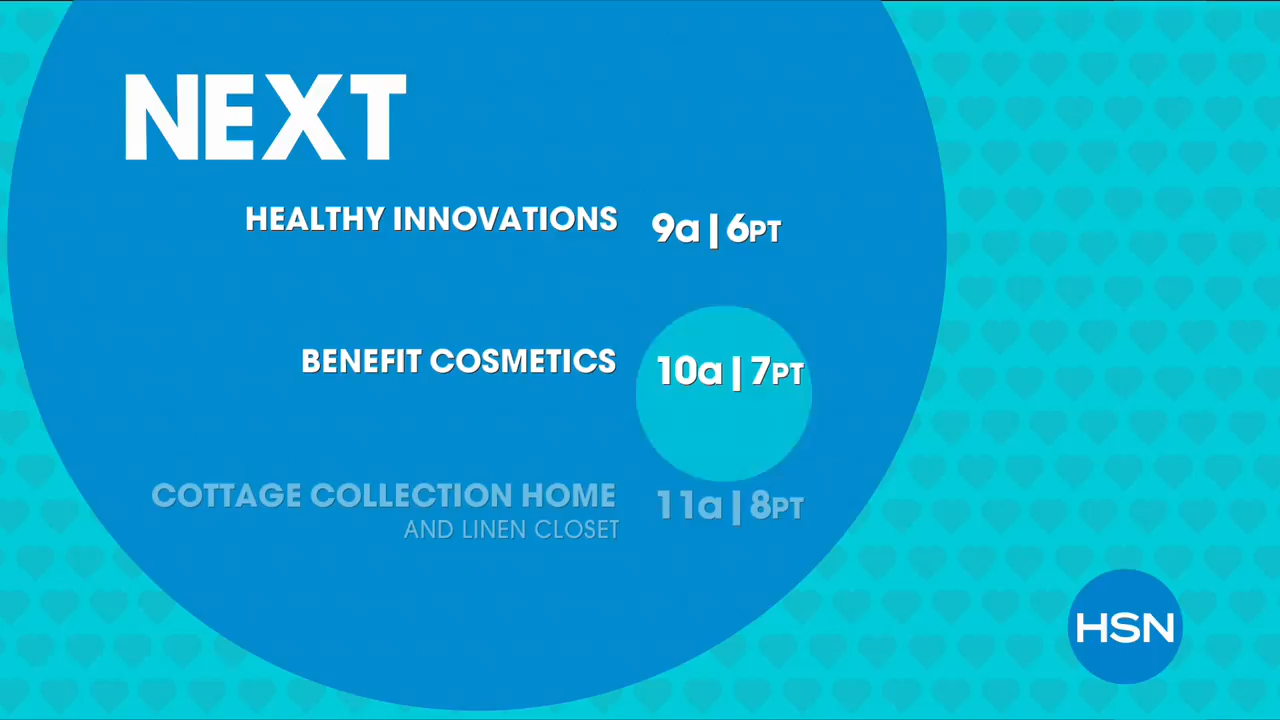 NEXT
HEALTHY INNOVATIONS 9a | 6PT
BENEFIT COSMETICS 10a | 7PT
COTTAGE COLLECTION HOME 11a | 8PT
AND LINEN CLOSET
HSN